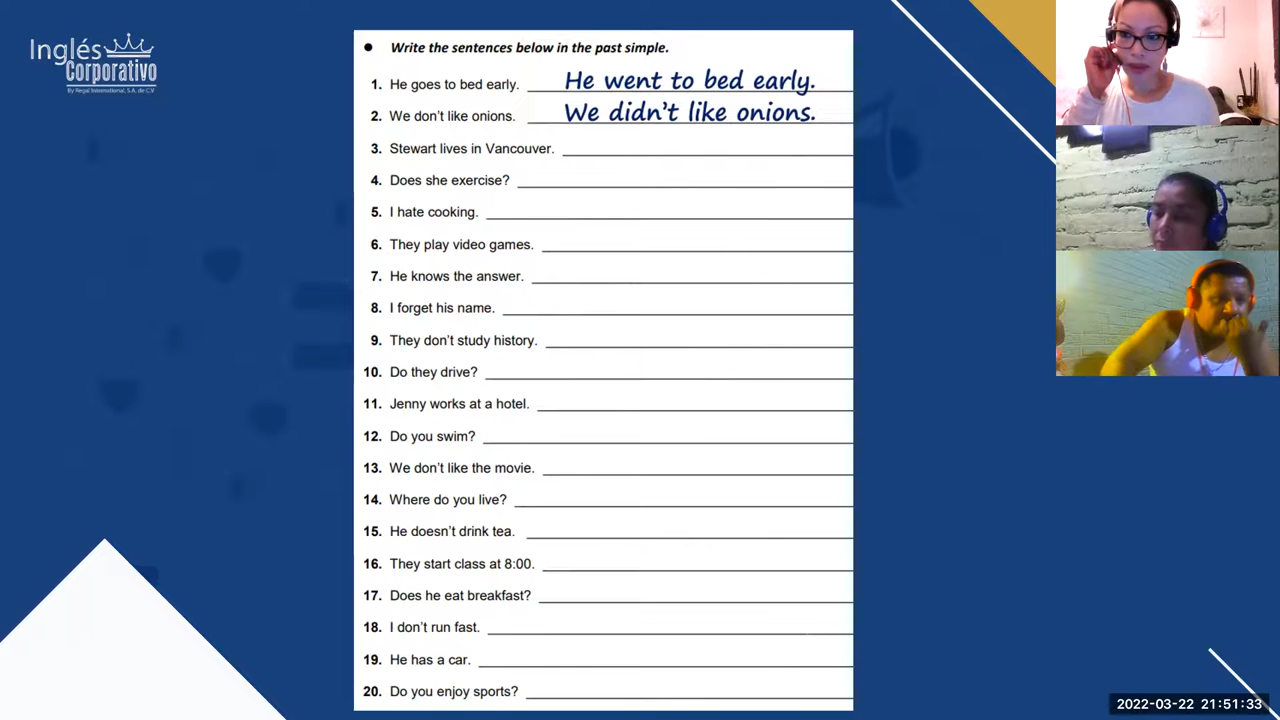 Inglés
Corporativo
By Regal International, S.A. de C.V
● Write the sentences below in the past simple.
1. He goes to bed early. He went to bed early.
2. We don't like onions. We didn't like onions.
3. Stewart lives in Vancouver.
4. Does she exercise?
5. I hate cooking.
6. They play video games.
7. He knows the answer.
8. I forget his name.
9. They don't study history.
10. Do they drive?
11. Jenny works at a hotel.
12. Do you swim?
13. We don't like the movie.
14. Where do you live?
15. He doesn't drink tea.
16. They start class at 8:00.
17. Does he eat breakfast?
18. I don't run fast.
19. He has a car.
20. Do you enjoy sports?
2022-03-22 21:51:33